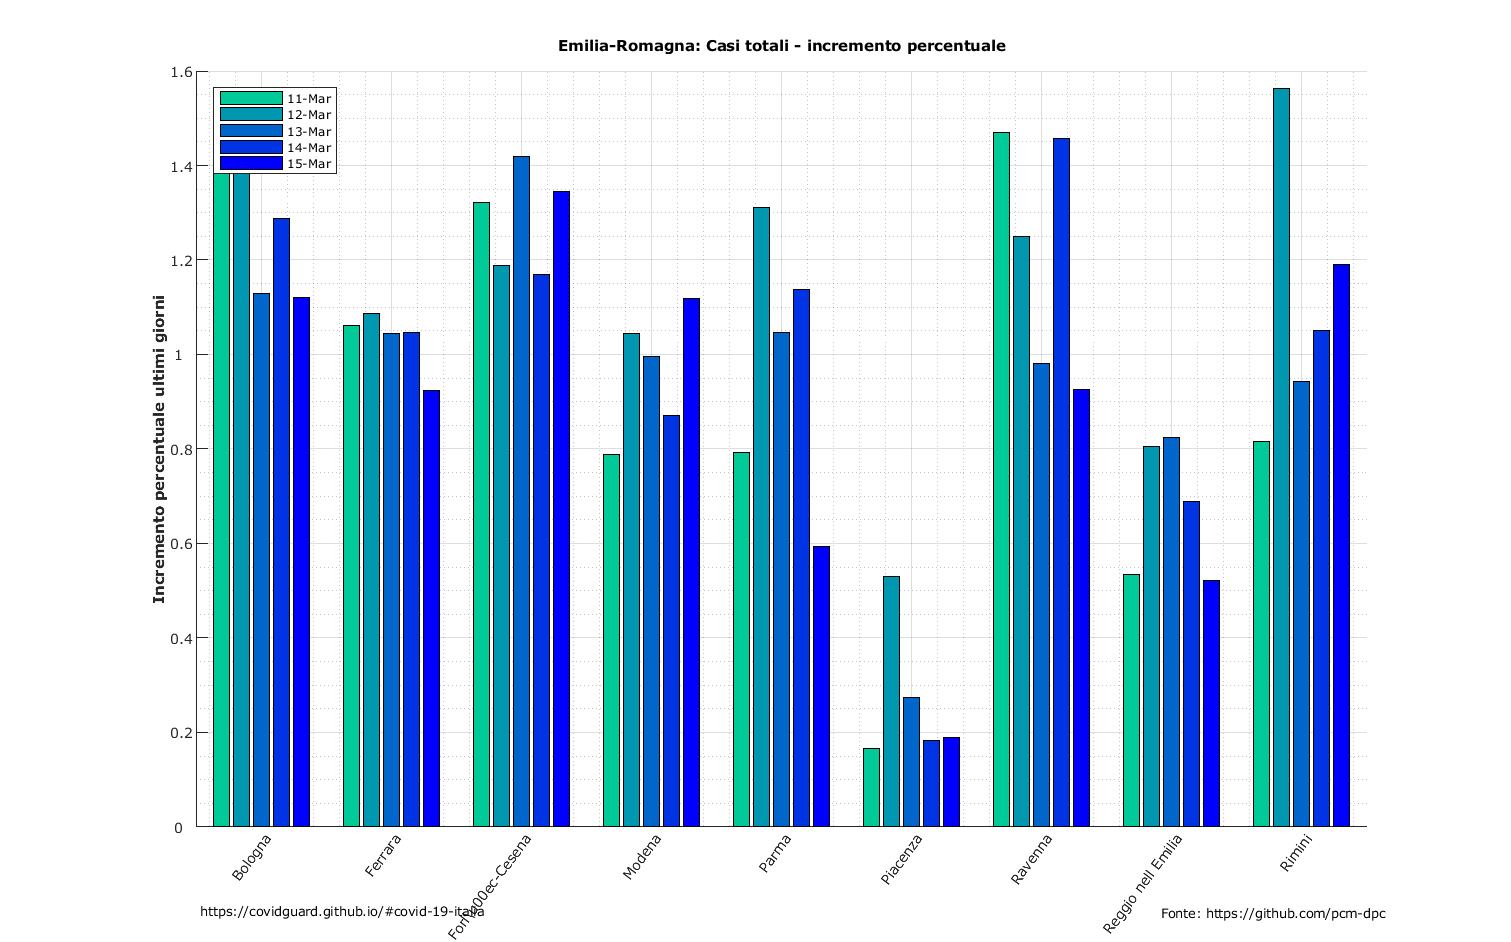 Emilia-Romagna: Casi totali - incremento percentuale
Incremento percentuale ultimi giorni
1.6
1.4
1.2
1
0.8
0.6
0.4
0.2
0
11-Mar
12-Mar
13-Mar
14-Mar
15-Mar
Bologna
Ferrara
Forl\u00ec-Cesena
Modena
Parma
Piacenza
Ravenna
Reggio nell Emilia
Rimini
https://covidguard.github.io/#covid-19-italia
Fonte: https://github.com/pcm-dpc